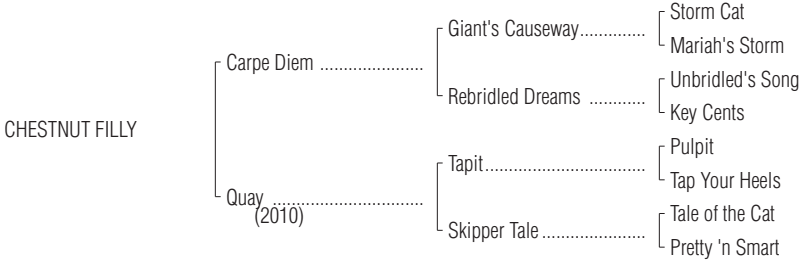 Storm Cat
Giant's Causeway..............
Mariah's Storm
Carpe Diem ......................
Unbridled's Song
Rebridled Dreams ............
Key Cents
CHESTNUT FILLY
Pulpit
Tapit..................................
Tap Your Heels
Quay ................................
(2010)
Tale of the Cat
Skipper Tale ......................
Pretty 'n Smart